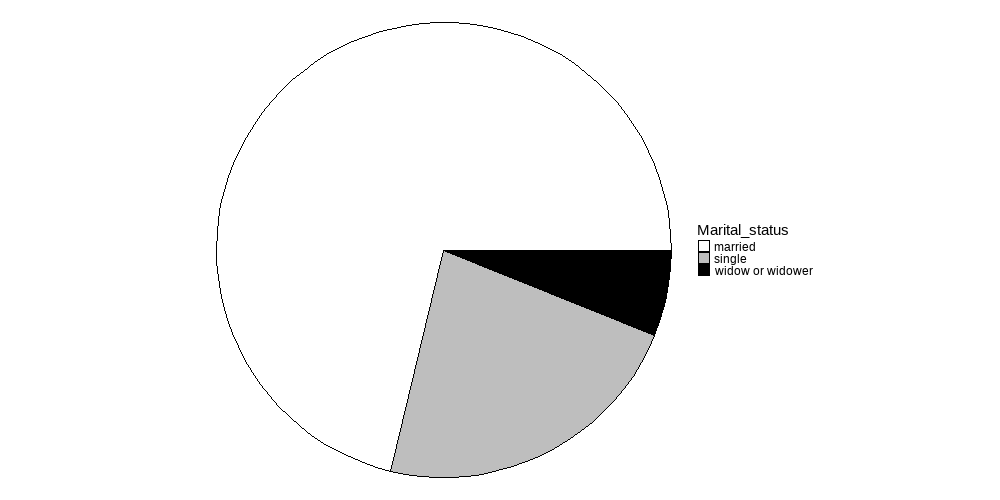 Marital_status
married
single
widow or widower